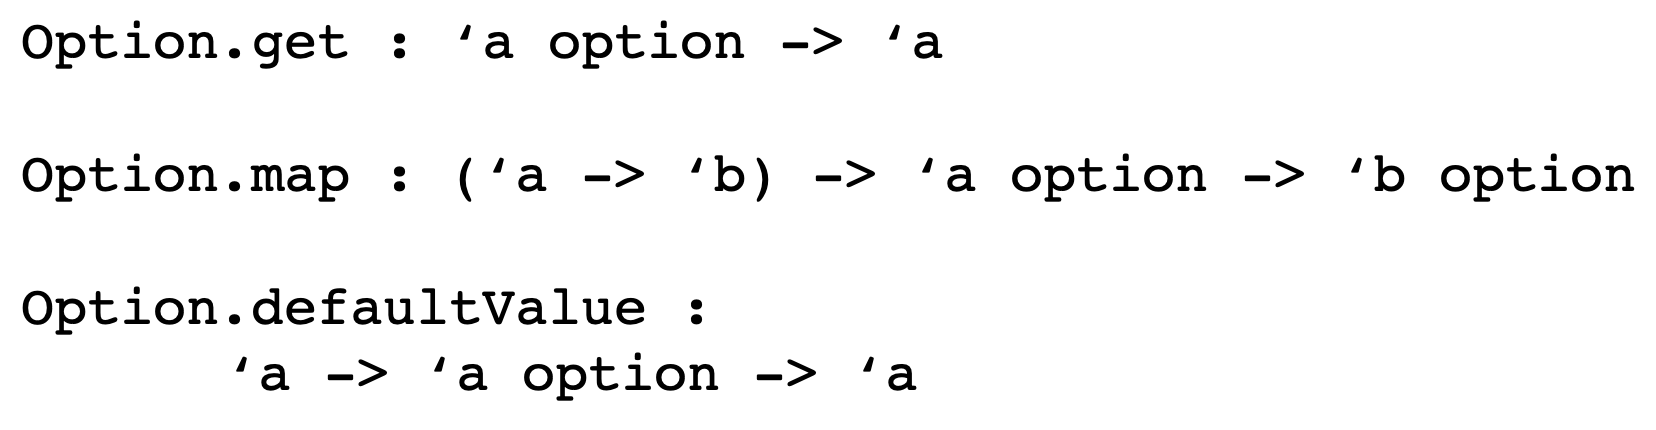 Option.get : ‘a option -> ‘a
Option.map : (‘a -> ‘b) -> ‘a option -> ‘b option
Option.defaultValue :
‘a -> ‘a option -> ‘a